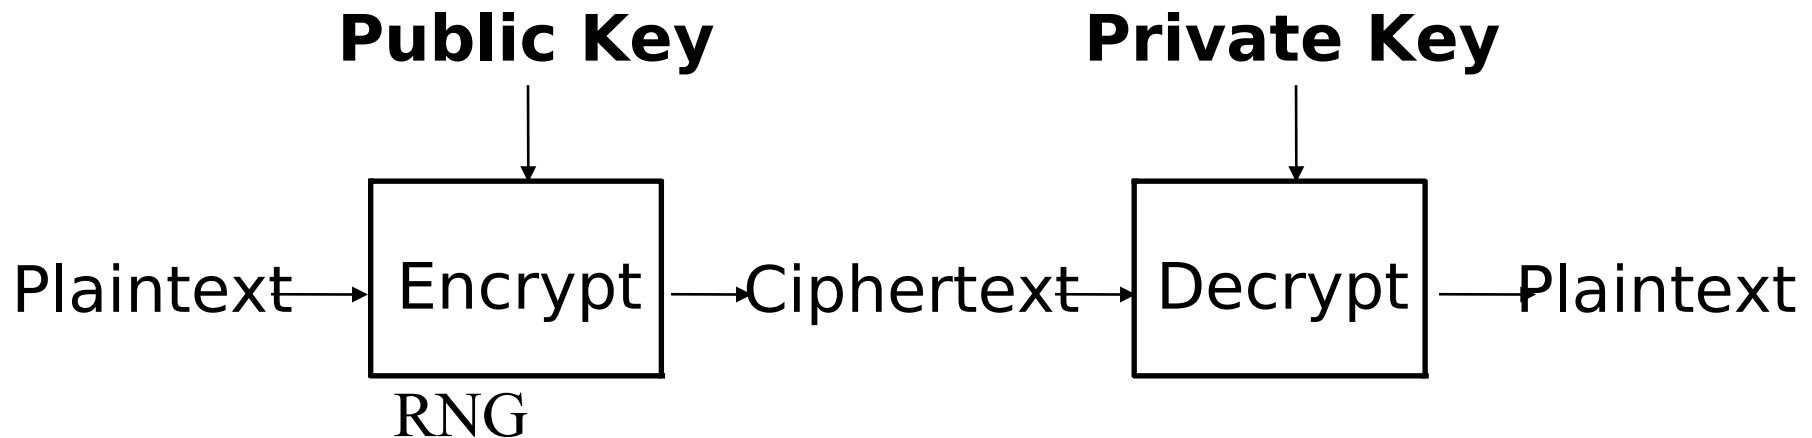 Public Key Private Key
Plaintext Encrypt Ciphertext Decrypt Plaintext
RNG